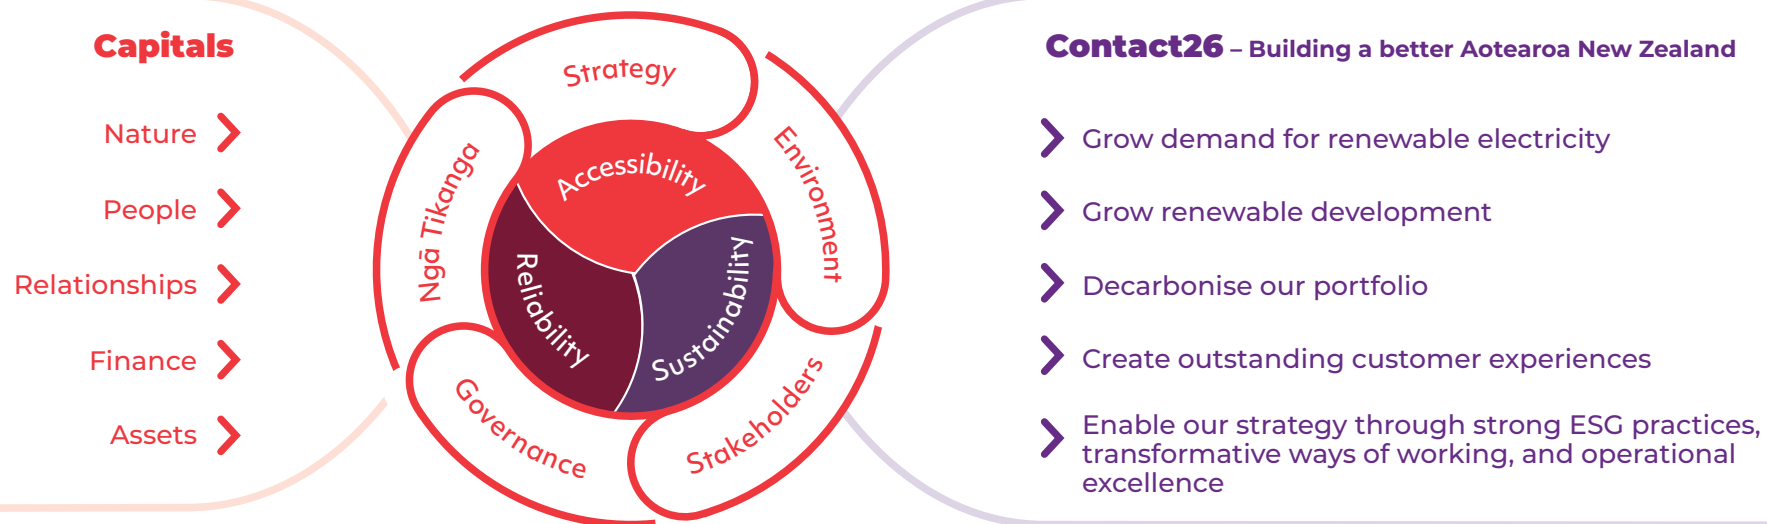 Capitals
Nature
People
Relationships
Finance
Assets
Strategy
Environment
Stakeholders
Governance
Ngā Tikanga
Accessibility
Sustainability
Reliability
Contact26 – Building a better Aotearoa New Zealand
Grow demand for renewable electricity
Grow renewable development
Decarbonise our portfolio
Create outstanding customer experiences
Enable our strategy through strong ESG practices,
transformative ways of working, and operational
excellence